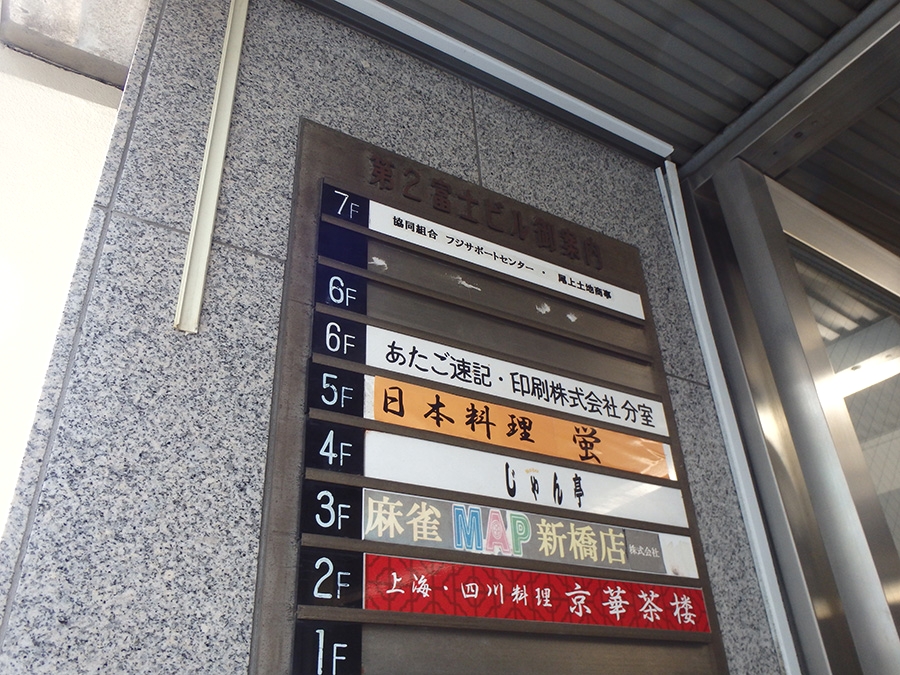 第2富士ビル御案内
7F 協同組合 フジサポートセンター・尾上土地商事
6F
6F あたご速記・印刷株式会社分室
5F 日本料理 蛍
4F じゃん亭
3F 麻雀 MAP 新橋店 株式会社
2F 上海・四川料理 京華茶楼
1F